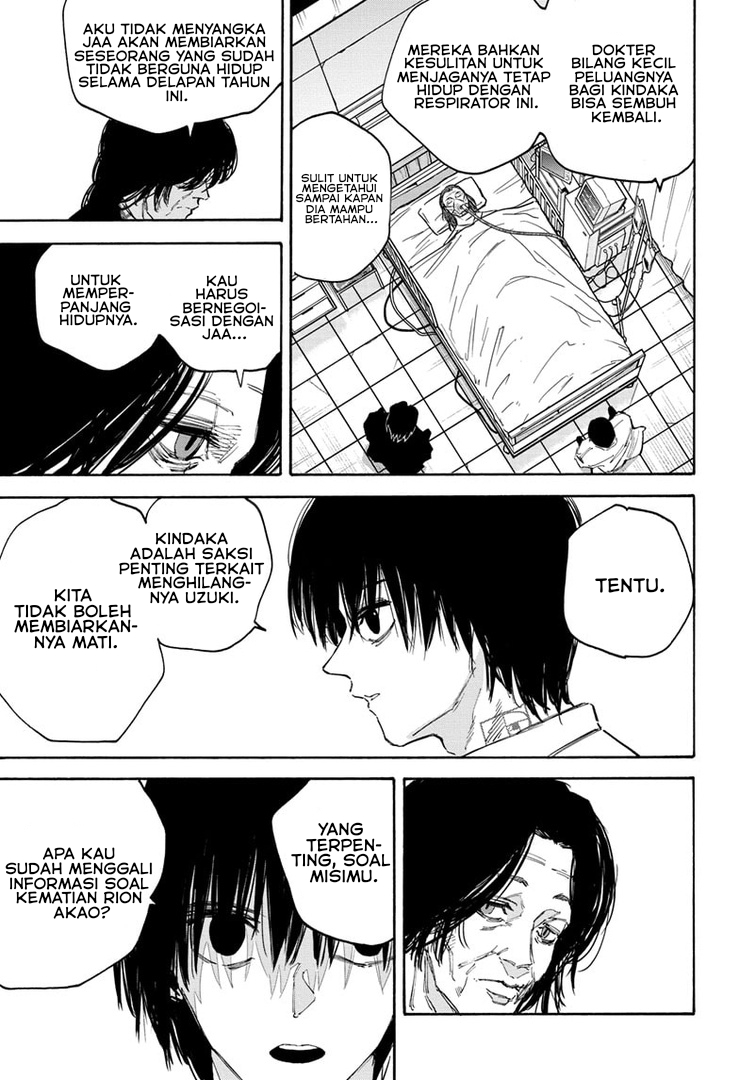 DOKTER
BILANG KECIL
PELUANGNYA
BAGI KINDAKA
BISA SEMBUH
KEMBALI.
MEREKA BAHKAN
KESULITAN UNTUK
MENJAGANYA TETAP
HIDUP DENGAN
RESPIRATOR INI.
SULIT UNTUK
MENGETAHUI
SAMPAI KAPAN
DIA MAMPU
BERTAHAN...
AKU TIDAK MENYANGKA
JAA AKAN MEMBIARKAN
SESEORANG YANG SUDAH
TIDAK BERGUNA HIDUP
SELAMA DELAPAN TAHUN
INI.
KAU
HARUS
BERNEGOI-
SASI DENGAN
JAA...
UNTUK
MEMPER-
PANJANG
HIDUPNYA.
TENTU.
KINDAKA
ADALAH SAKSI
PENTING TERKAIT
MENGHILANG-
NYA UZUKI.
KITA
TIDAK BOLEH
MEMBIARKAN-
NYA MATI.
YANG
TERPEN-
TING, SOAL
MISIMU.
APA KAU
SUDAH MENGGALI
INFORMASI SOAL
KEMATIAN RION
AKAO?